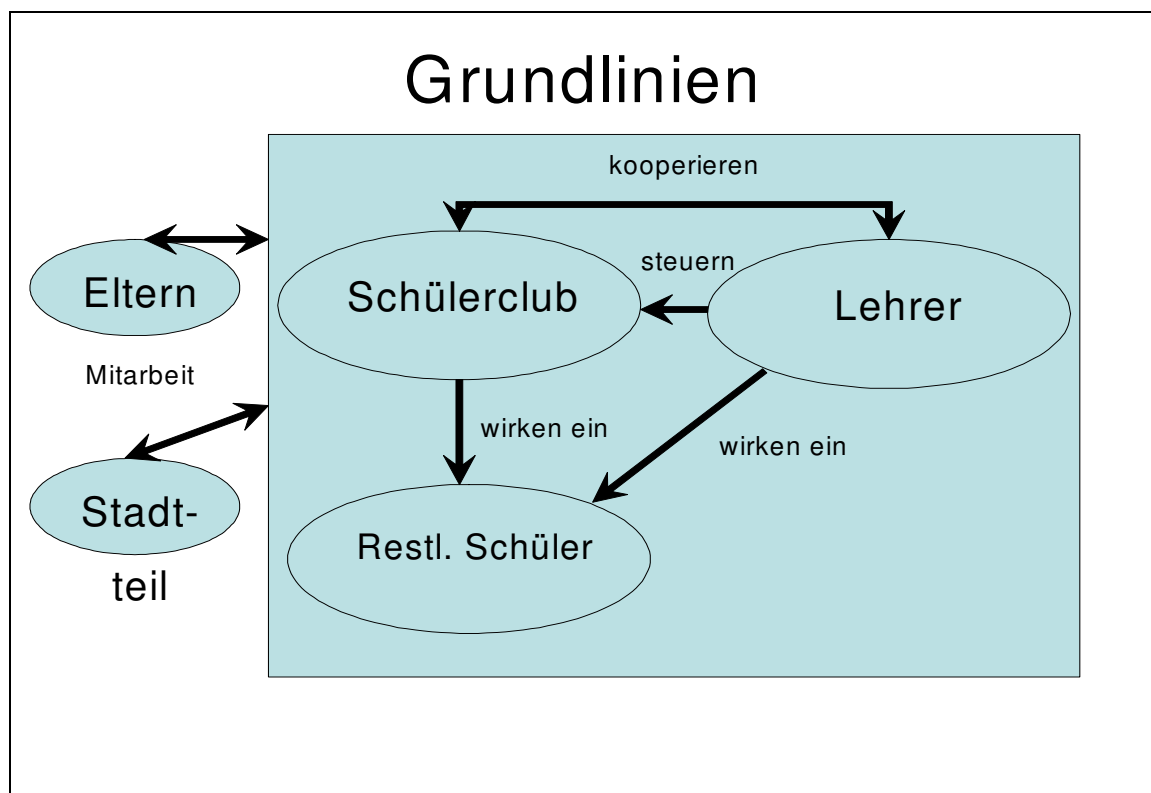 Grundlinien
kooperieren
steuern
Eltern
Schülerclub
Lehrer
Mitarbeit
wirken ein
wirken ein
Stadt-
teil
Restl. Schüler